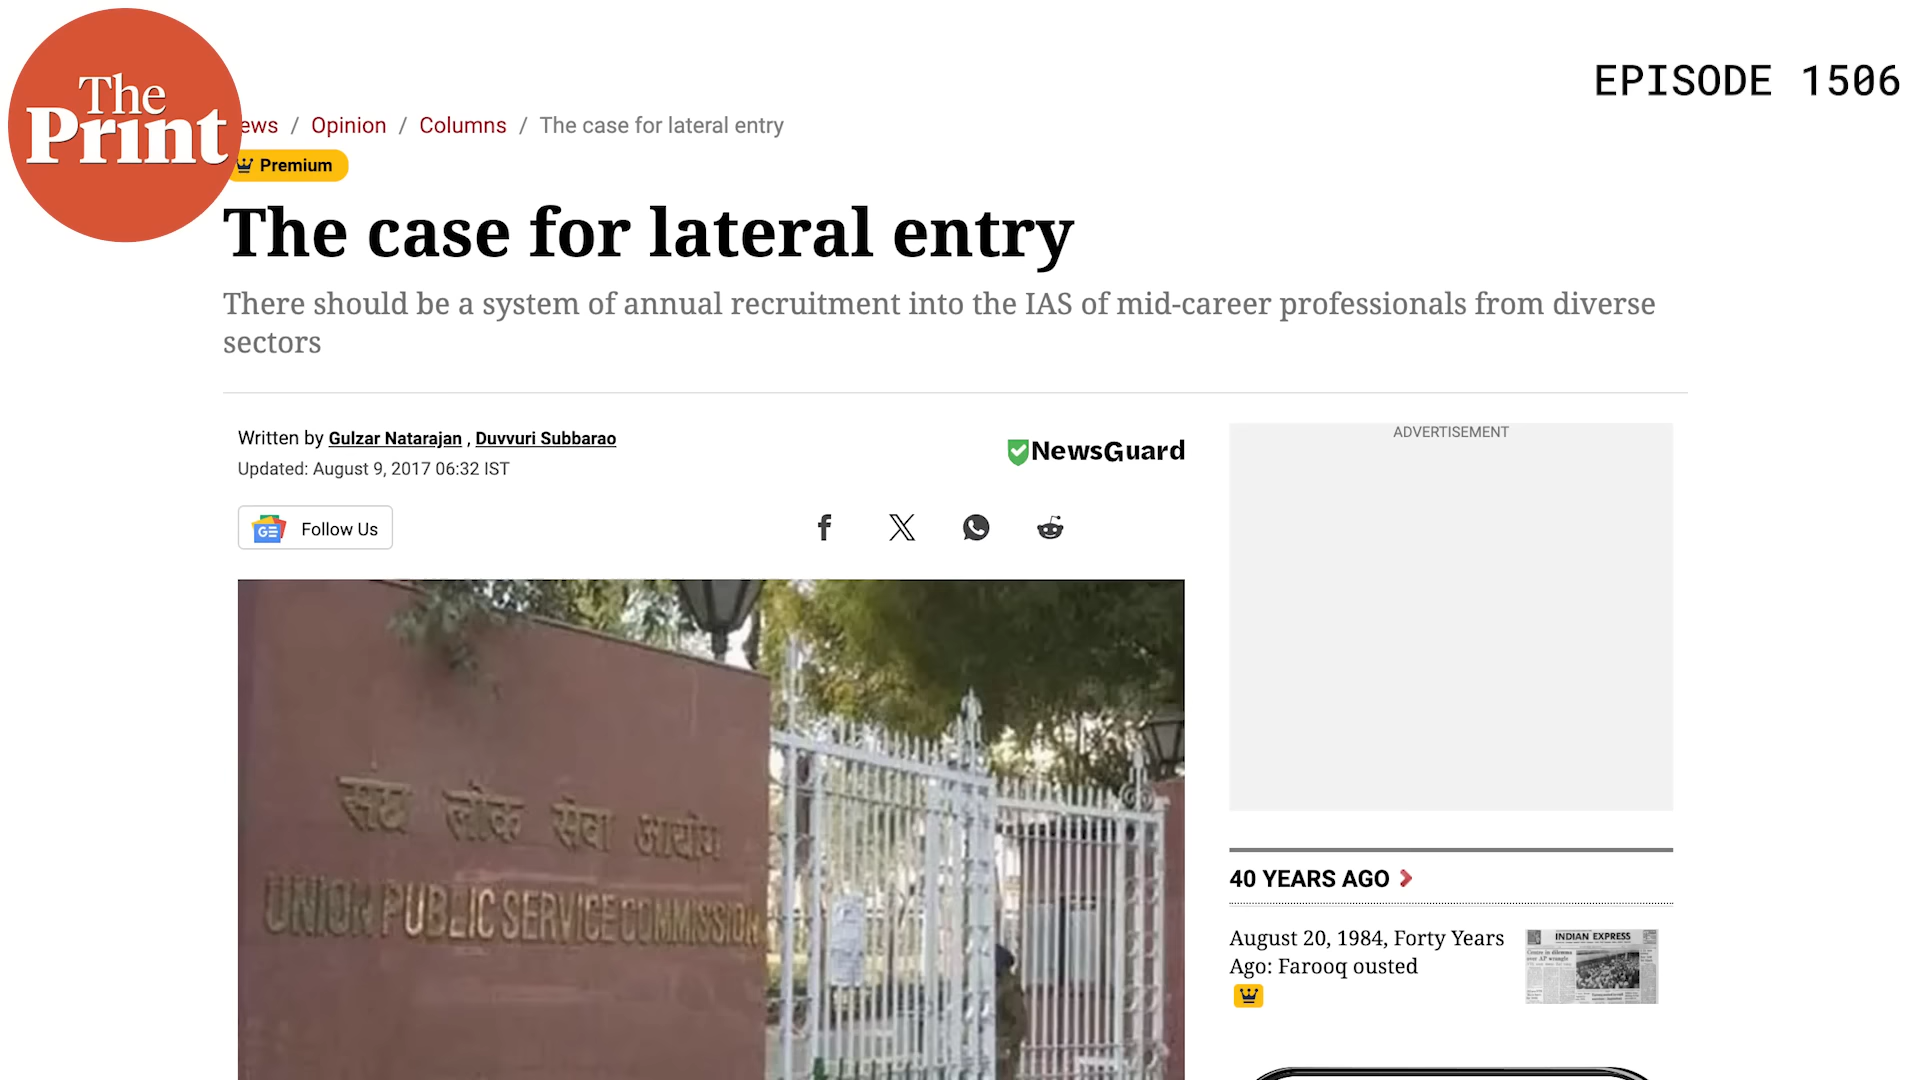 The
Print
EPISODE 1506
ews / Opinion / Columns / The case for lateral entry
Premium
The case for lateral entry
There should be a system of annual recruitment into the IAS of mid-career professionals from diverse
sectors
Written by Gulzar Natarajan , Duvvuri Subbarao
Updated: August 9, 2017 06:32 IST
NewsGuard
GE Follow Us
ADVERTISEMENT
संघ लोक सेवा आयोग
UNION PUBLIC SERVICE COMMISSION
40 YEARS AGO
August 20, 1984, Forty Years
Ago: Farooq ousted
INDIAN EXPRESS